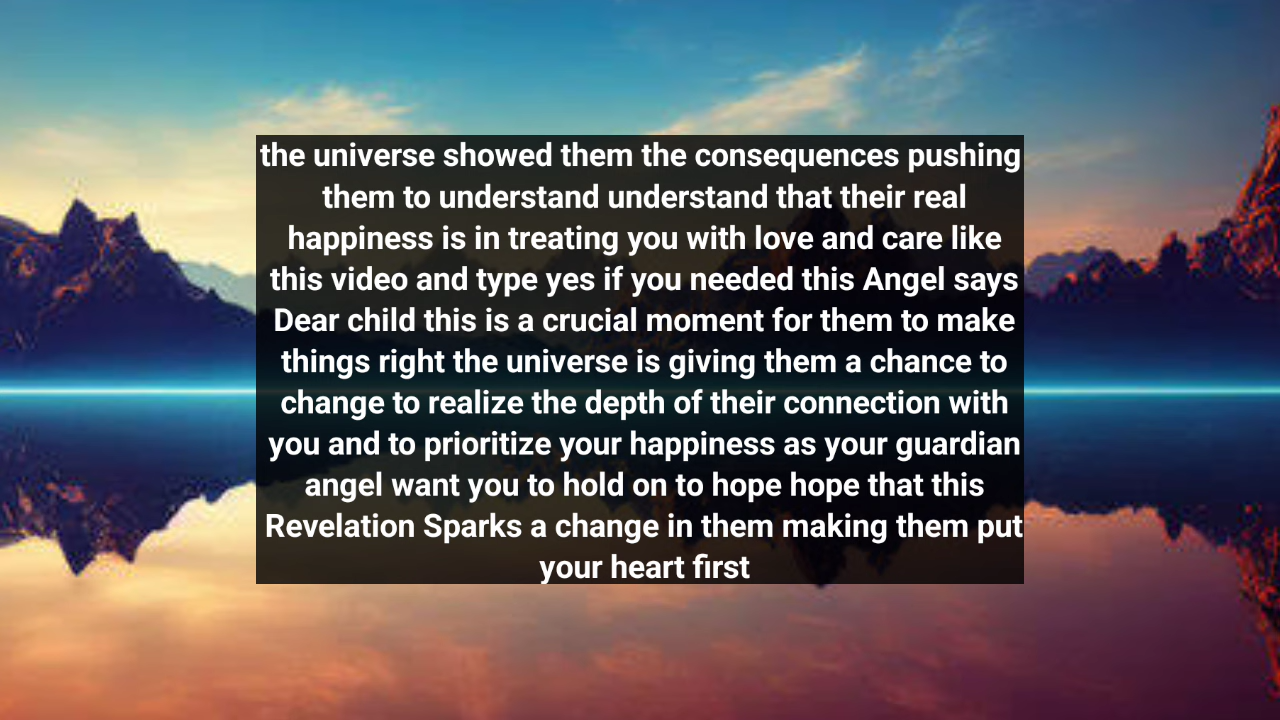 the universe showed them the consequences pushing
them to understand understand that their real
happiness is in treating you with love and care like
this video and type yes if you needed this Angel says
Dear child this is a crucial moment for them to make
things right the universe is giving them a chance to
change to realize the depth of their connection with
you and to prioritize your happiness as your guardian
angel want you to hold on to hope hope that this
Revelation Sparks a change in them making them put
your heart first